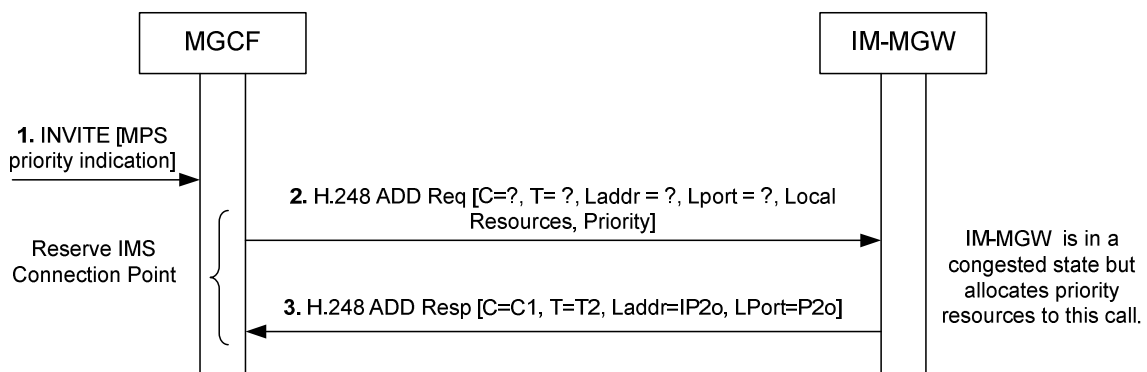 MGCF
IM-MGW
1. INVITE [MPS
priority indication]
2. H.248 ADD Req [C=?, T= ?, Laddr = ?, Lport = ?, Local
Resources, Priority]
Reserve IMS
Connection Point
IM-MGW is in a
congested state but
allocates priority
resources to this call.
3. H.248 ADD Resp [C=C1, T=T2, Laddr=IP2o, LPort=P2o]